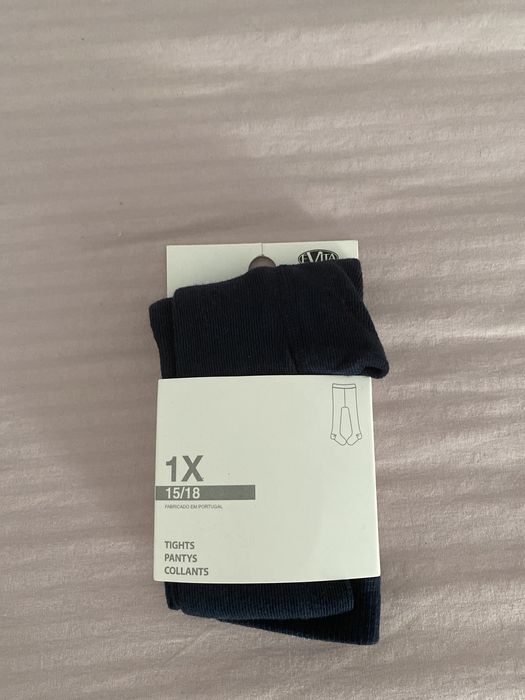 EVITA
1X
15/18
FABRICADO EM PORTUGAL
TIGHTS
PANTYS
COLLANTS